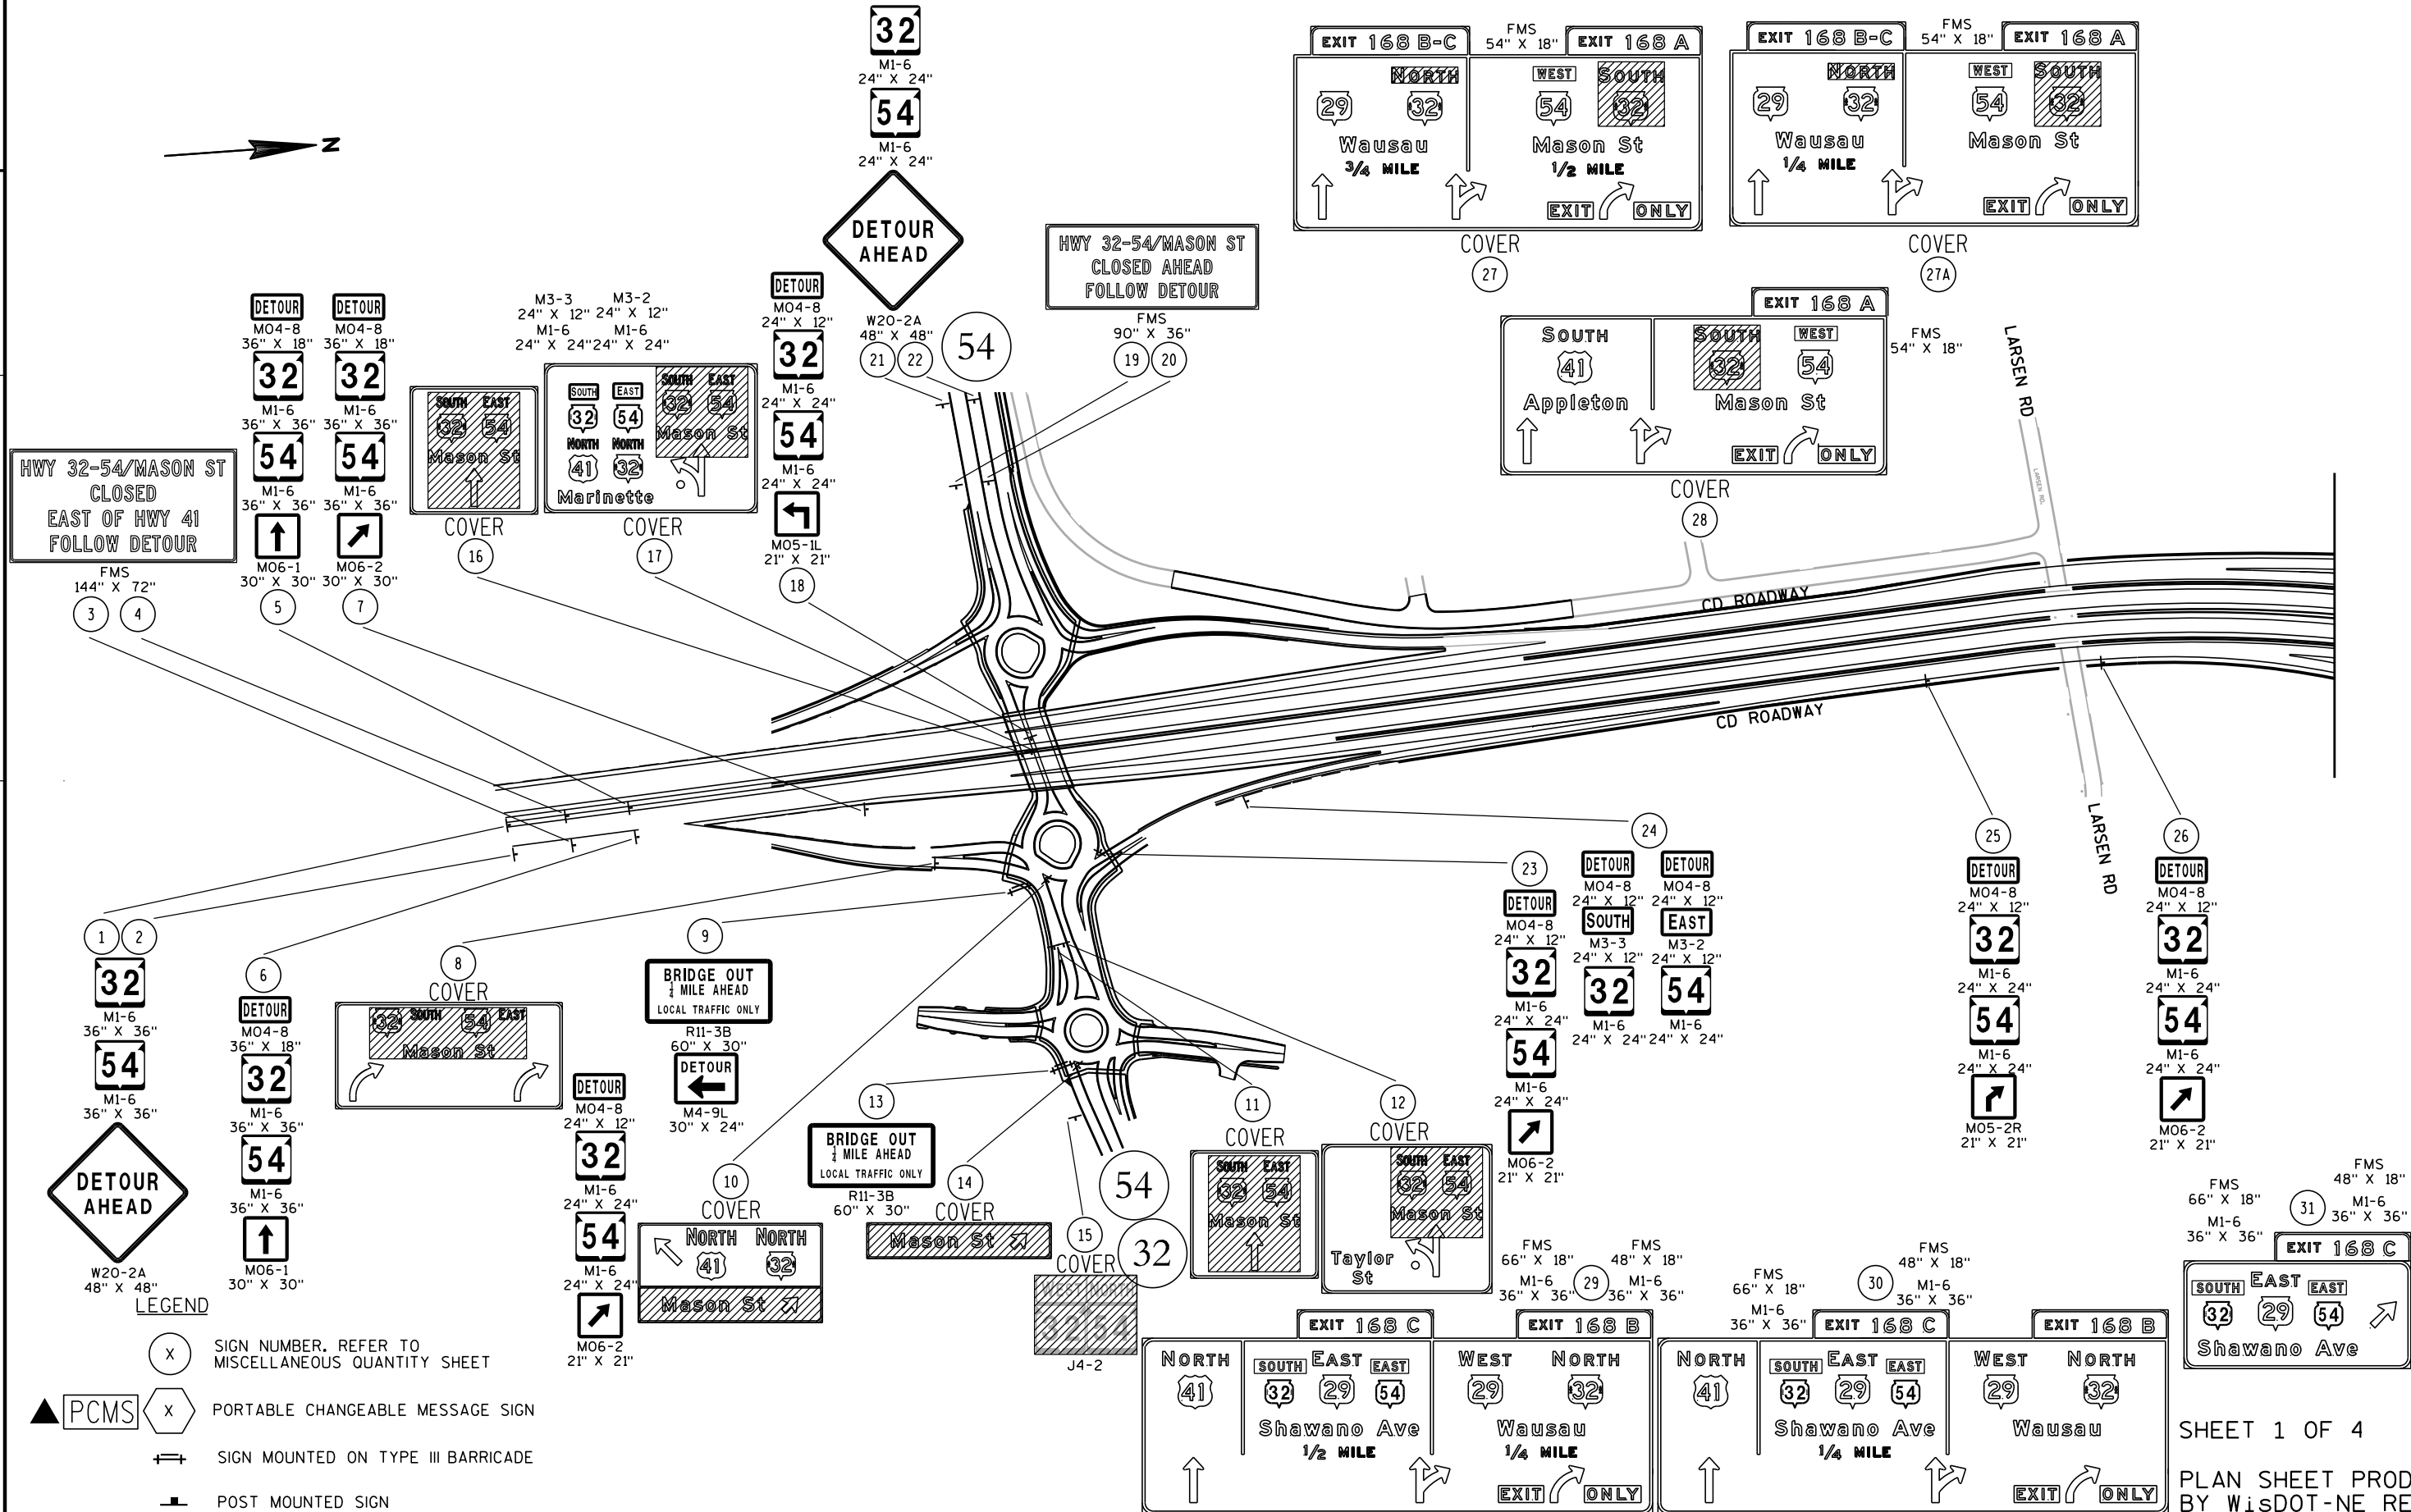 32
M1-6
24" X 24"
54
M1-6
24" X 24"
DETOUR
AHEAD
W20-2A
48" X 48"
21 22
54
HWY 32-54/MASON ST
CLOSED AHEAD
FOLLOW DETOUR
FMS
90" X 36"
19 20
EXIT 168 B-C
FMS
54" X 18"
EXIT 168 A
NORTH
29 32
Wausau
3/4 MILE
WEST SOUTH
54 32
Mason St
1/2 MILE
EXIT ONLY
COVER
27
EXIT 168 B-C
FMS
54" X 18"
EXIT 168 A
NORTH
29 32
Wausau
1/4 MILE
WEST SOUTH
54 32
Mason St
EXIT ONLY
COVER
27A
EXIT 168 A
FMS
54" X 18"
SOUTH
41
Appleton
SOUTH WEST
32 54
Mason St
EXIT ONLY
COVER
28
N
HWY 32-54/MASON ST
CLOSED
EAST OF HWY 41
FOLLOW DETOUR
FMS
144" X 72"
3 4
DETOUR
M04-8
36" X 18"
32
M1-6
36" X 36"
54
M1-6
36" X 36"
M06-1
30" X 30"
5
DETOUR
M04-8
36" X 18"
32
M1-6
36" X 36"
54
M1-6
36" X 36"
M06-2
30" X 30"
7
SOUTH EAST
32 54
Mason St
COVER
16
M3-3 M3-2
24" X 12" 24" X 12"
M1-6 M1-6
24" X 24" 24" X 24"
SOUTH EAST
32 54
NORTH NORTH
41 32
Marinette
SOUTH EAST
32 54
Mason St
COVER
17
DETOUR
M04-8
24" X 12"
32
M1-6
24" X 24"
54
M1-6
24" X 24"
M05-1L
21" X 21"
18
LARSEN RD
LARSEN RD.
CD ROADWAY
CD ROADWAY
LARSEN RD
1 2
32
M1-6
36" X 36"
54
M1-6
36" X 36"
DETOUR
AHEAD
W20-2A
48" X 48"
6
DETOUR
M04-8
36" X 18"
32
M1-6
36" X 36"
54
M1-6
36" X 36"
M06-1
30" X 30"
8
COVER
32 SOUTH 54 EAST
Mason St
DETOUR
M04-8
24" X 12"
32
M1-6
24" X 24"
54
M1-6
24" X 24"
M06-2
21" X 21"
9
BRIDGE OUT
1/4 MILE AHEAD
LOCAL TRAFFIC ONLY
R11-3B
60" X 30"
DETOUR
M4-9L
30" X 24"
10
COVER
NORTH NORTH
41 32
Mason St
13
BRIDGE OUT
1/4 MILE AHEAD
LOCAL TRAFFIC ONLY
R11-3B
60" X 30"
14
COVER
Mason St
15
COVER
WEST NORTH
32 54
J4-2
54
32
11
COVER
SOUTH EAST
32 54
Mason St
12
COVER
SOUTH EAST
32 54
Mason St
Taylor
St
23
DETOUR
M04-8
24" X 12"
32
M1-6
24" X 24"
54
M1-6
24" X 24"
M06-2
21" X 21"
24
DETOUR DETOUR
M04-8 M04-8
24" X 12" 24" X 12"
SOUTH EAST
M3-3 M3-2
24" X 12" 24" X 12"
32 54
M1-6 M1-6
24" X 24" 24" X 24"
25
DETOUR
M04-8
24" X 12"
32
M1-6
24" X 24"
54
M1-6
24" X 24"
M05-2R
21" X 21"
26
DETOUR
M04-8
24" X 12"
32
M1-6
24" X 24"
54
M1-6
24" X 24"
M06-2
21" X 21"
FMS FMS
66" X 18" 48" X 18"
M1-6 29 M1-6
36" X 36" 36" X 36"
EXIT 168 C EXIT 168 B
NORTH
41
SOUTH EAST EAST
32 29 54
Shawano Ave
1/2 MILE
WEST NORTH
29 32
Wausau
1/4 MILE
EXIT ONLY
FMS FMS
66" X 18" 48" X 18"
M1-6 30 M1-6
36" X 36" 36" X 36"
EXIT 168 C EXIT 168 B
NORTH
41
SOUTH EAST EAST
32 29 54
Shawano Ave
1/4 MILE
WEST NORTH
29 32
Wausau
EXIT ONLY
FMS FMS
66" X 18" 48" X 18"
M1-6 31 M1-6
36" X 36" 36" X 36"
EXIT 168 C
SOUTH EAST EAST
32 29 54
Shawano Ave
LEGEND
X SIGN NUMBER. REFER TO
MISCELLANEOUS QUANTITY SHEET
PCMS X PORTABLE CHANGEABLE MESSAGE SIGN
SIGN MOUNTED ON TYPE III BARRICADE
POST MOUNTED SIGN
SHEET 1 OF 4
PLAN SHEET PROD
BY WisDOT-NE RE